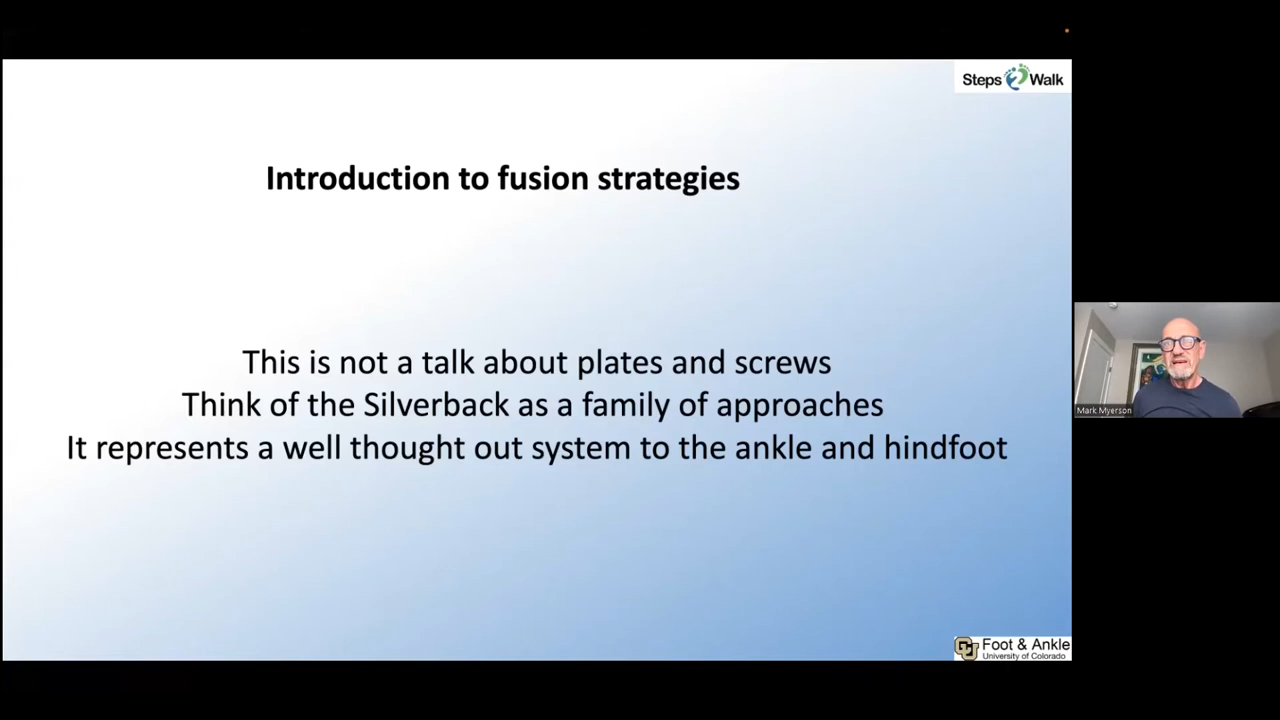 Steps 2 Walk
Introduction to fusion strategies
This is not a talk about plates and screws
Think of the Silverback as a family of approaches
It represents a well thought out system to the ankle and hindfoot
Mark Myerson
CU Foot & Ankle
University of Colorado